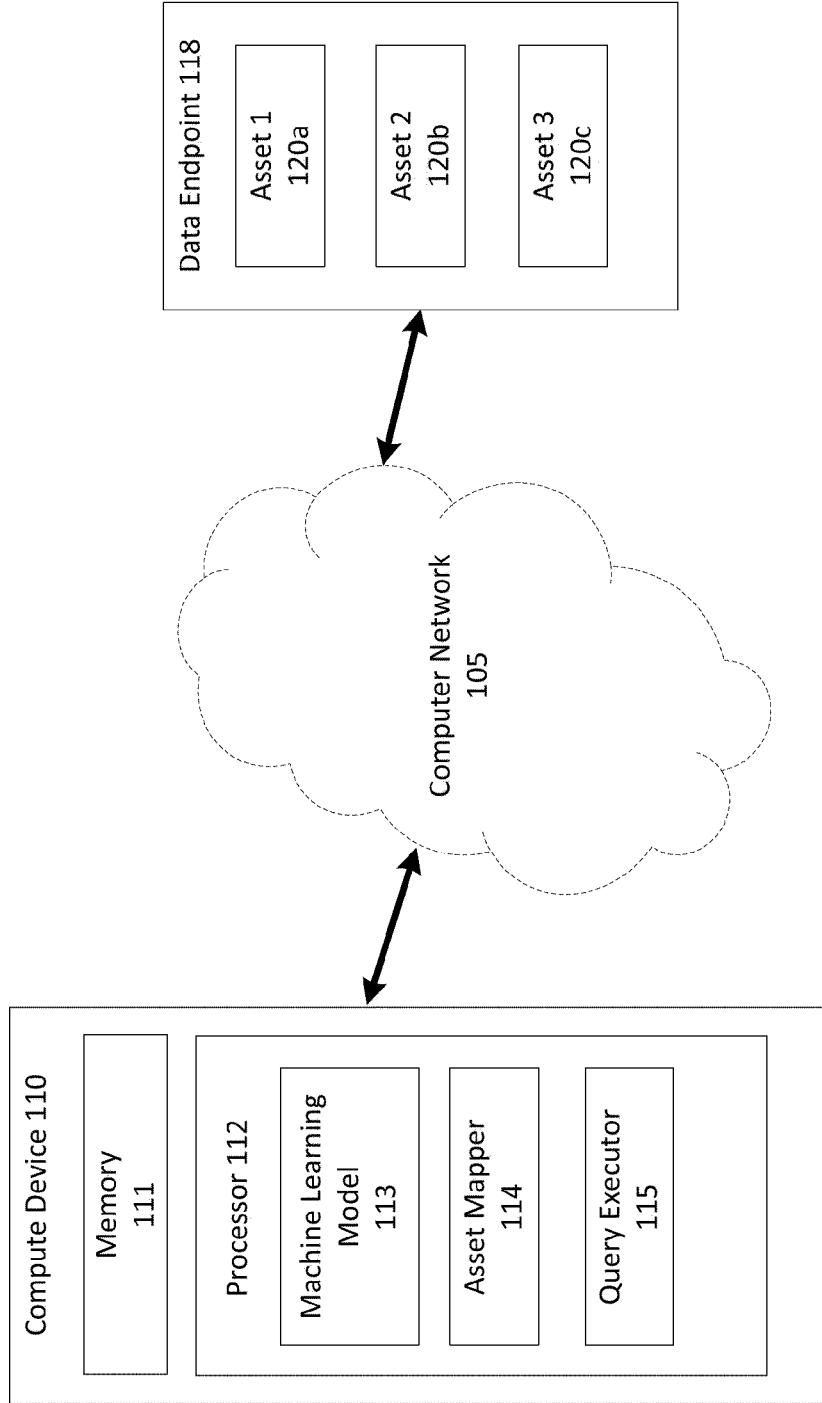 Compute Device 110
Memory
111
Processor 112
Machine Learning
Model
113
Asset Mapper
114
Query Executor
115
Computer Network
105
Data Endpoint 118
Asset 1
120a
Asset 2
120b
Asset 3
120c